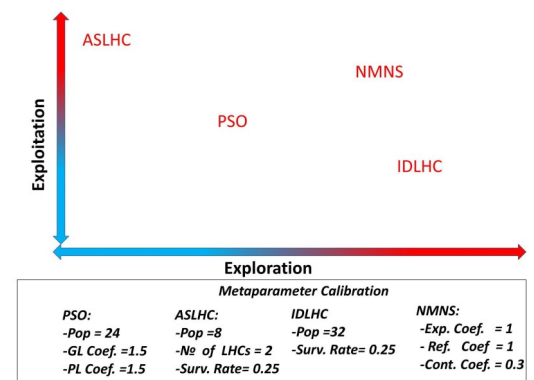 ASLHC
NMNS
PSO
IDLHC
Exploitation
Exploration
Metaparameter Calibration
PSO:
-Pop = 24
-GL Coef. =1.5
-PL Coef. =1.5
ASLHC:
-Pop =8
-№ of LHCs = 2
-Surv. Rate= 0.25
IDLHC
-Pop =32
-Surv. Rate= 0.25
NMNS:
-Exp. Coef. = 1
- Ref. Coef = 1
-Cont. Coef. = 0.3